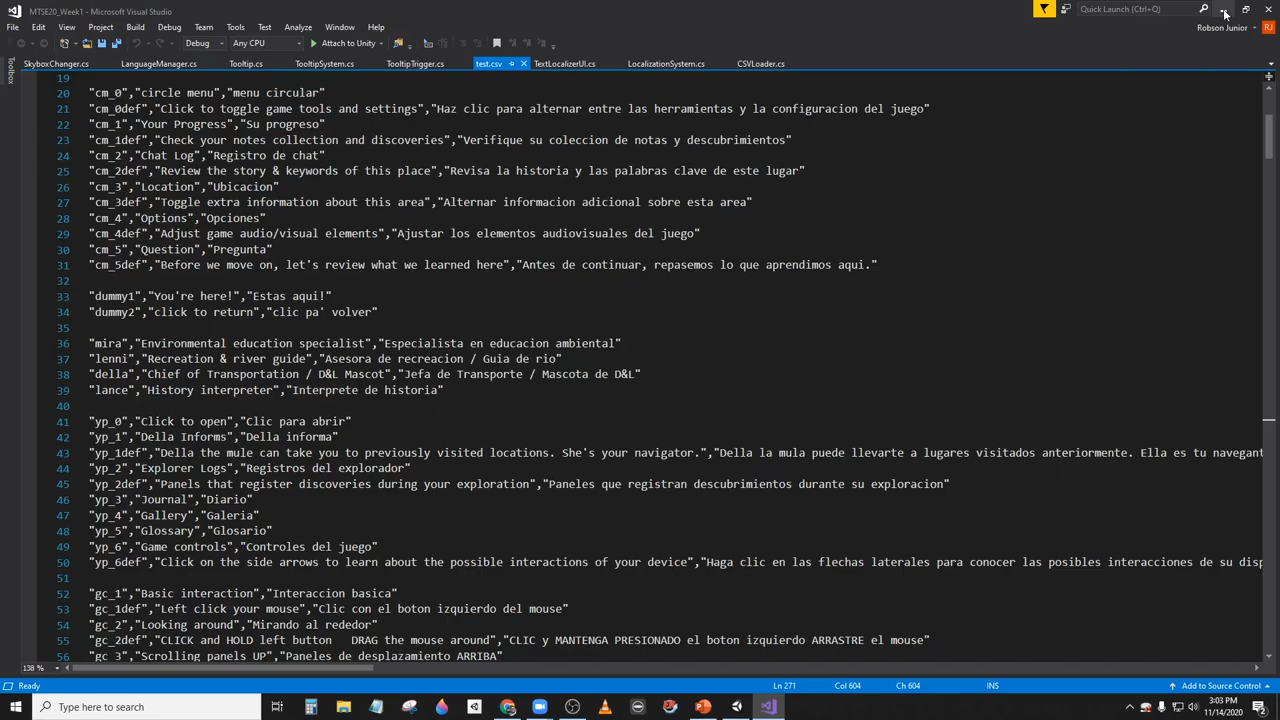 MTSE20_Week1 - Microsoft Visual Studio
Quick Launch (Ctrl+Q)
File Edit View Project Build Debug Team Tools Test Analyze Window Help
Robson Junior RJ
Debug Any CPU Attach to Unity
Toolbox
SkyboxChanger.cs LanguageManager.cs Tooltip.cs TooltipSystem.cs TooltipTrigger.cs test.csv TextLocalizerUI.cs LocalizationSystem.cs CSVLoader.cs
19
20 "cm_0","circle menu","menu circular"
21 "cm_0def","Click to toggle game tools and settings","Haz clic para alternar entre las herramientas y la configuracion del juego"
22 "cm_1","Your Progress","Su progreso"
23 "cm_1def","Check your notes collection and discoveries","Verifique su coleccion de notas y descubrimientos"
24 "cm_2","Chat Log","Registro de chat"
25 "cm_2def","Review the story & keywords of this place","Revisa la historia y las palabras clave de este lugar"
26 "cm_3","Location","Ubicacion"
27 "cm_3def","Toggle extra information about this area","Alternar informacion adicional sobre esta area"
28 "cm_4","Options","Opciones"
29 "cm_4def","Adjust game audio/visual elements","Ajustar los elementos audiovisuales del juego"
30 "cm_5","Question","Pregunta"
31 "cm_5def","Before we move on, let's review what we learned here","Antes de continuar, repasemos lo que aprendimos aqui."
32
33 "dummy1","You're here!","Estas aqui!"
34 "dummy2","click to return","clic pa' volver"
35
36 "mira","Environmental education specialist","Especialista en educacion ambiental"
37 "lenni","Recreation & river guide","Asesora de recreacion / Guia de rio"
38 "della","Chief of Transportation / D&L Mascot","Jefa de Transporte / Mascota de D&L"
39 "lance","History interpreter","Interprete de historia"
40
41 "yp_0","Click to open","Clic para abrir"
42 "yp_1","Della Informs","Della informa"
43 "yp_1def","Della the mule can take you to previously visited locations. She's your navigator.","Della la mula puede llevarte a lugares visitados anteriormente. Ella es tu navegant
44 "yp_2","Explorer Logs","Registros del explorador"
45 "yp_2def","Panels that register discoveries during your exploration","Paneles que registran descubrimientos durante su exploracion"
46 "yp_3","Journal","Diario"
47 "yp_4","Gallery","Galeria"
48 "yp_5","Glossary","Glosario"
49 "yp_6","Game controls","Controles del juego"
50 "yp_6def","Click on the side arrows to learn about the possible interactions of your device","Haga clic en las flechas laterales para conocer las posibles interacciones de su disp
51
52 "gc_1","Basic interaction","Interaccion basica"
53 "gc_1def","Left click your mouse","Clic con el boton izquierdo del mouse"
54 "gc_2","Looking around","Mirando al rededor"
55 "gc_2def","CLICK and HOLD left button   DRAG the mouse around","CLIC y MANTENGA PRESIONADO el boton izquierdo ARRASTRE el mouse"
56 "gc_3","Scrolling panels UP","Paneles de desplazamiento ARRIBA"
138 %
Ready Ln 271 Col 604 Ch 604 INS Add to Source Control
Type here to search
3:03 PM
11/14/2020
2